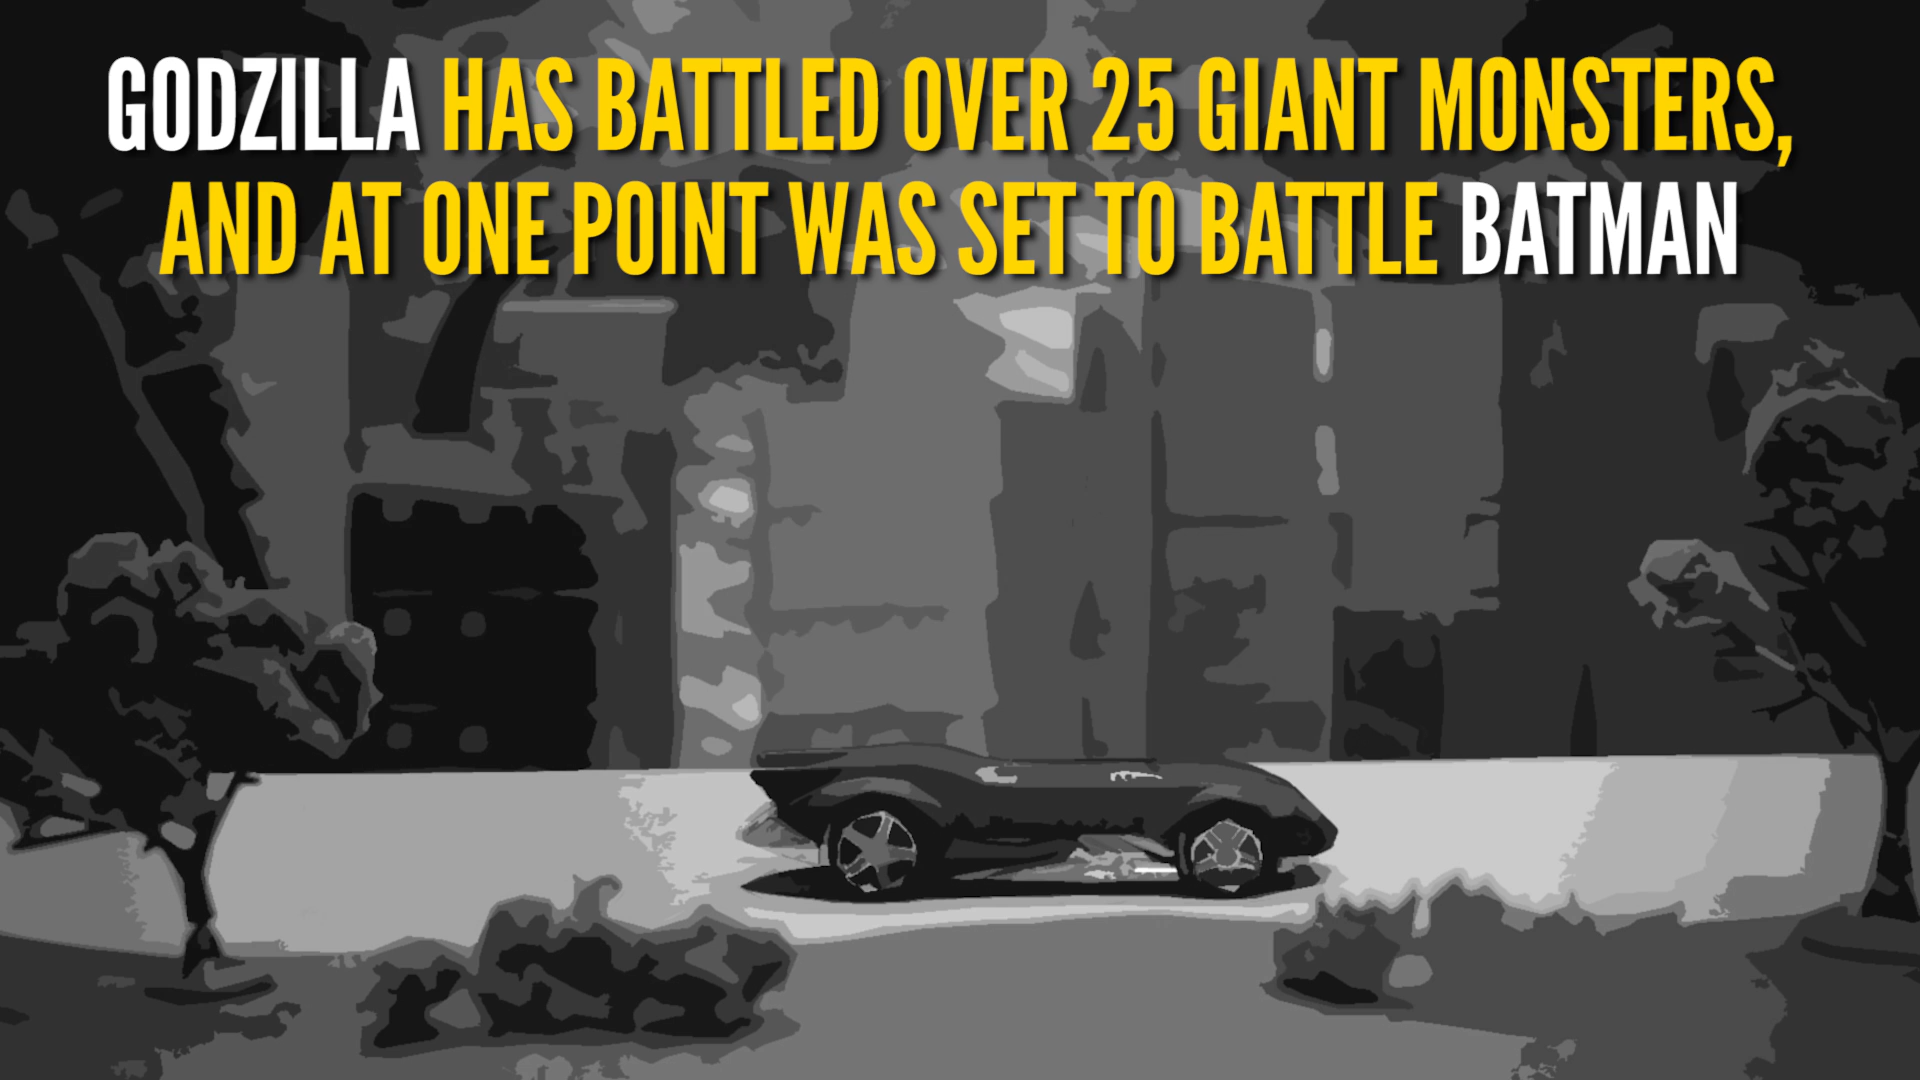 GODZILLA HAS BATTLED OVER 25 GIANT MONSTERS,
AND AT ONE POINT WAS SET TO BATTLE BATMAN